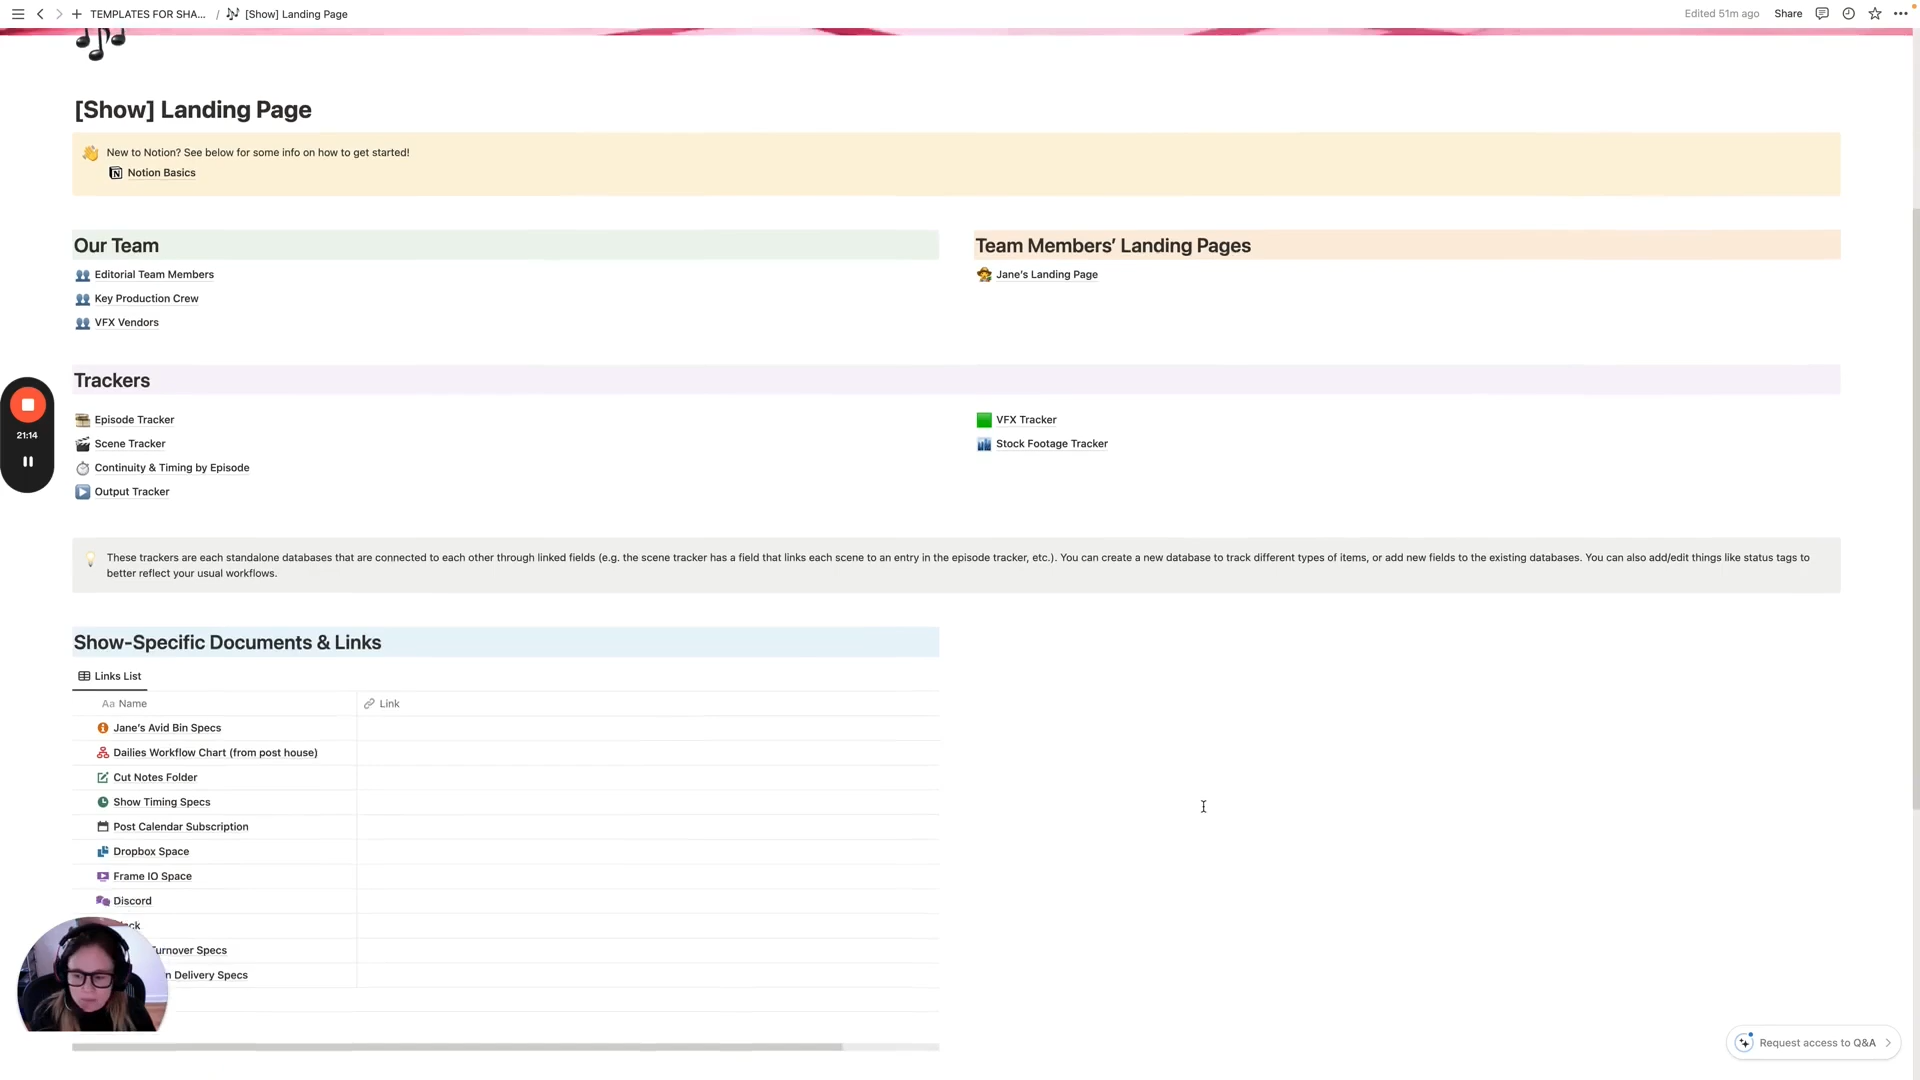 TEMPLATES FOR SHA... / [Show] Landing Page
Edited 51m ago Share
[Show] Landing Page
New to Notion? See below for some info on how to get started!
Notion Basics
Our Team
Editorial Team Members
Key Production Crew
VFX Vendors
Team Members’ Landing Pages
Jane's Landing Page
Trackers
Episode Tracker
Scene Tracker
Continuity & Timing by Episode
Output Tracker
VFX Tracker
Stock Footage Tracker
21:14
These trackers are each standalone databases that are connected to each other through linked fields (e.g. the scene tracker has a field that links each scene to an entry in the episode tracker, etc.). You can create a new database to track different types of items, or add new fields to the existing databases. You can also add/edit things like status tags to
better reflect your usual workflows.
Show-Specific Documents & Links
Links List
Aa Name Link
Jane's Avid Bin Specs
Dailies Workflow Chart (from post house)
Cut Notes Folder
Show Timing Specs
Post Calendar Subscription
Dropbox Space
Frame IO Space
Discord
Turnover Specs
Delivery Specs
Request access to Q&A